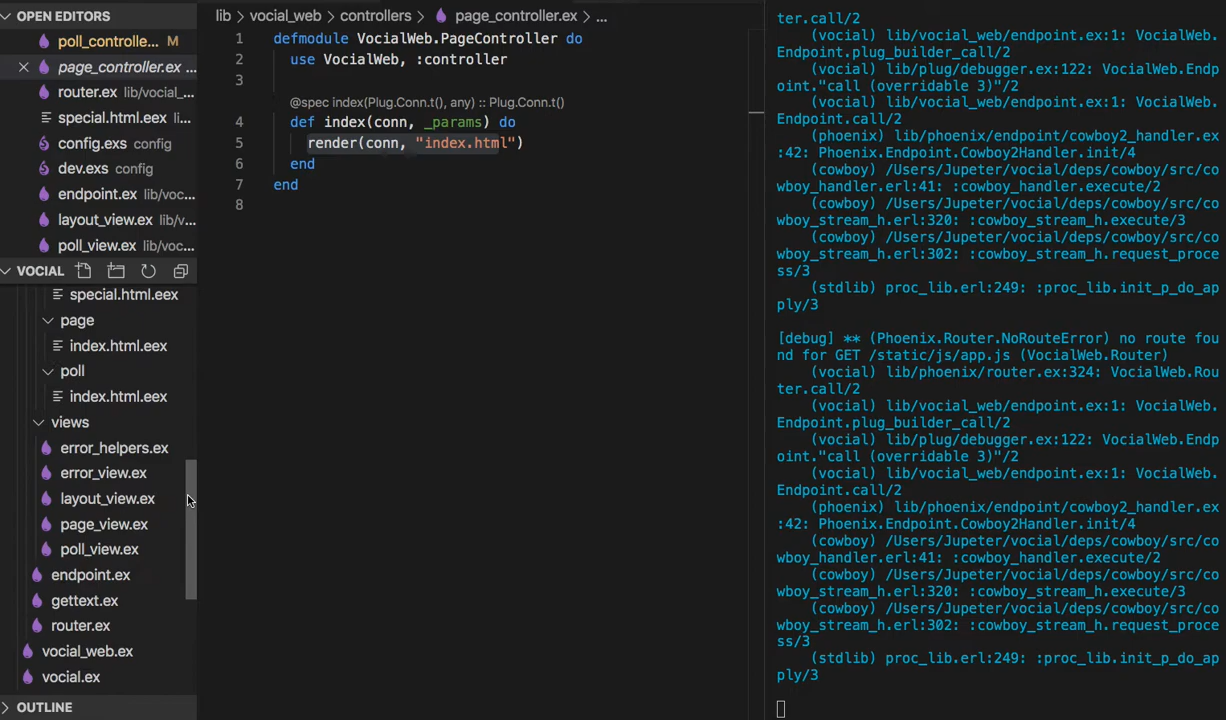 OPEN EDITORS
poll_controlle... M
page_controller.ex ...
router.ex lib/vocial_...
special.html.eex li...
config.exs config
dev.exs config
endpoint.ex lib/voc...
layout_view.ex lib/v...
poll_view.ex lib/voc...
VOCIAL
special.html.eex
page
index.html.eex
poll
index.html.eex
views
error_helpers.ex
error_view.ex
layout_view.ex
page_view.ex
poll_view.ex
endpoint.ex
gettext.ex
router.ex
vocial_web.ex
vocial.ex
OUTLINE
lib > vocial_web > controllers > page_controller.ex > ...
1 defmodule VocialWeb.PageController do
2 use VocialWeb, :controller
3
@spec index(Plug.Conn.t(), any) :: Plug.Conn.t()
4 def index(conn, _params) do
5 render(conn, "index.html")
6 end
7 end
8
ter.call/2
(vocial) lib/vocial_web/endpoint.ex:1: VocialWeb.
Endpoint.plug_builder_call/2
(vocial) lib/plug/debugger.ex:122: VocialWeb.Endp
oint."call (overridable 3)"/2
(vocial) lib/vocial_web/endpoint.ex:1: VocialWeb.
Endpoint.call/2
(phoenix) lib/phoenix/endpoint/cowboy2_handler.ex
:42: Phoenix.Endpoint.Cowboy2Handler.init/4
(cowboy) /Users/Jupeter/vocial/deps/cowboy/src/co
wboy_handler.erl:41: :cowboy_handler.execute/2
(cowboy) /Users/Jupeter/vocial/deps/cowboy/src/co
wboy_stream_h.erl:320: :cowboy_stream_h.execute/3
(cowboy) /Users/Jupeter/vocial/deps/cowboy/src/co
wboy_stream_h.erl:302: :cowboy_stream_h.request_proce
ss/3
(stdlib) proc_lib.erl:249: :proc_lib.init_p_do_ap
ply/3
[debug] ** (Phoenix.Router.NoRouteError) no route fou
nd for GET /static/js/app.js (VocialWeb.Router)
(vocial) lib/phoenix/router.ex:324: VocialWeb.Rou
ter.call/2
(vocial) lib/vocial_web/endpoint.ex:1: VocialWeb.
Endpoint.plug_builder_call/2
(vocial) lib/plug/debugger.ex:122: VocialWeb.Endp
oint."call (overridable 3)"/2
(vocial) lib/vocial_web/endpoint.ex:1: VocialWeb.
Endpoint.call/2
(phoenix) lib/phoenix/endpoint/cowboy2_handler.ex
:42: Phoenix.Endpoint.Cowboy2Handler.init/4
(cowboy) /Users/Jupeter/vocial/deps/cowboy/src/co
wboy_handler.erl:41: :cowboy_handler.execute/2
(cowboy) /Users/Jupeter/vocial/deps/cowboy/src/co
wboy_stream_h.erl:320: :cowboy_stream_h.execute/3
(cowboy) /Users/Jupeter/vocial/deps/cowboy/src/co
wboy_stream_h.erl:302: :cowboy_stream_h.request_proce
ss/3
(stdlib) proc_lib.erl:249: :proc_lib.init_p_do_ap
ply/3